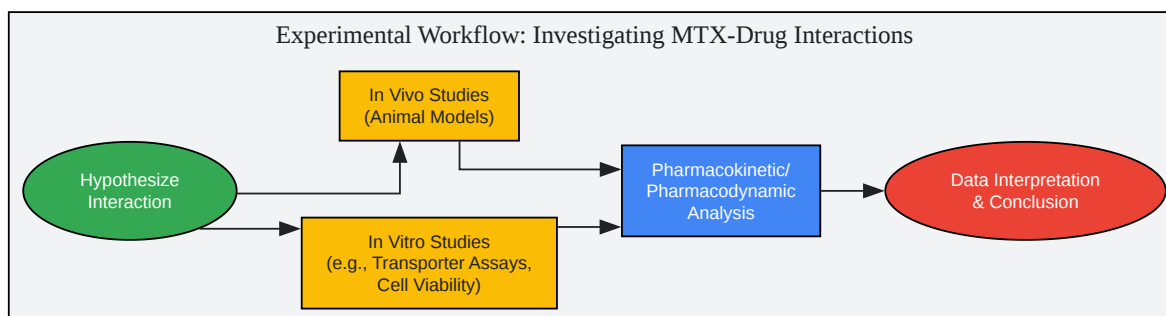 Experimental Workflow: Investigating MTX-Drug Interactions
In Vivo Studies
(Animal Models)
Hypothesize
Interaction
In Vitro Studies
(e.g., Transporter Assays,
Cell Viability)
Pharmacokinetic/
Pharmacodynamic
Analysis
Data Interpretation
& Conclusion